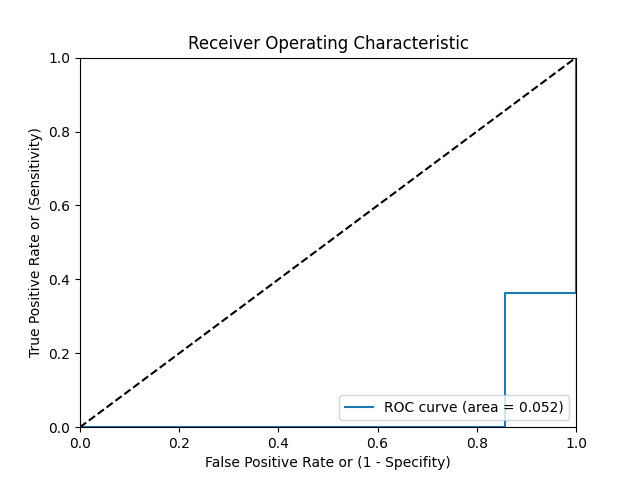 Receiver Operating Characteristic
1.0
0.8
0.6
0.4
0.2
0.0
True Positive Rate or (Sensitivity)
ROC curve (area = 0.052)
0.0 0.2 0.4 0.6 0.8 1.0
False Positive Rate or (1 - Specifity)